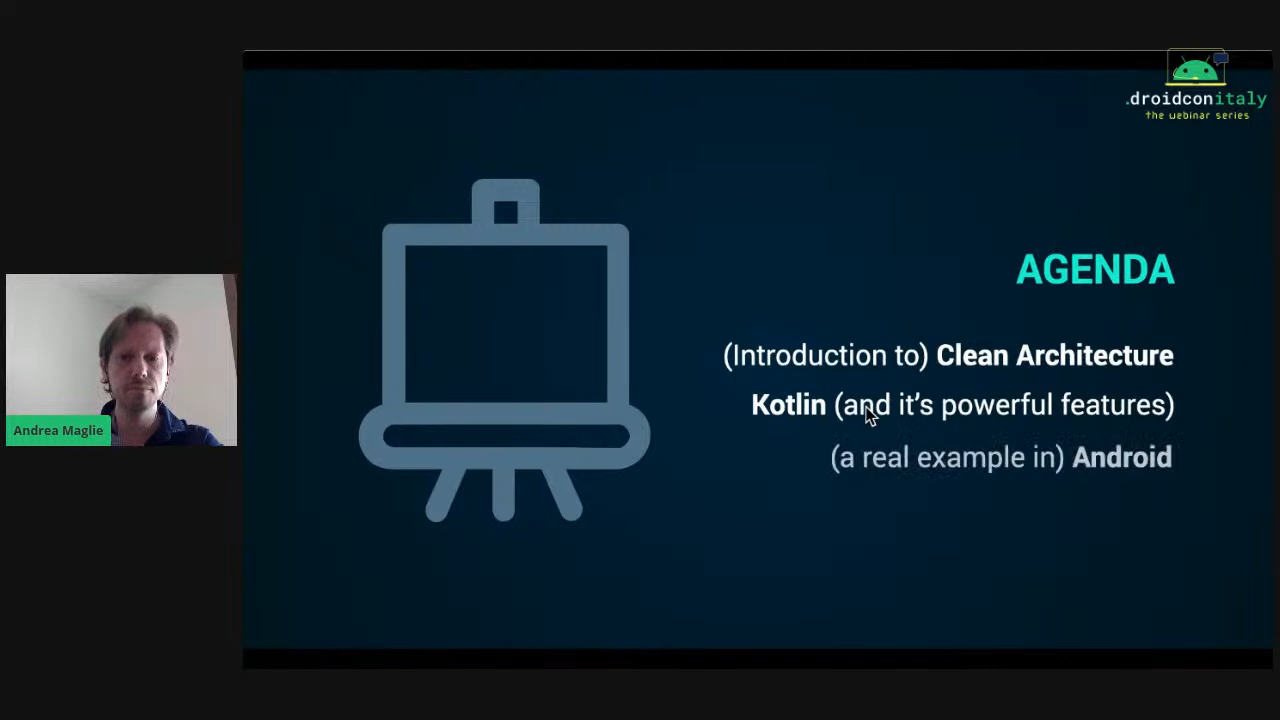 .droidconitaly
the webinar series
AGENDA
(Introduction to) Clean Architecture
Kotlin (and it's powerful features)
(a real example in) Android
Andrea Maglie